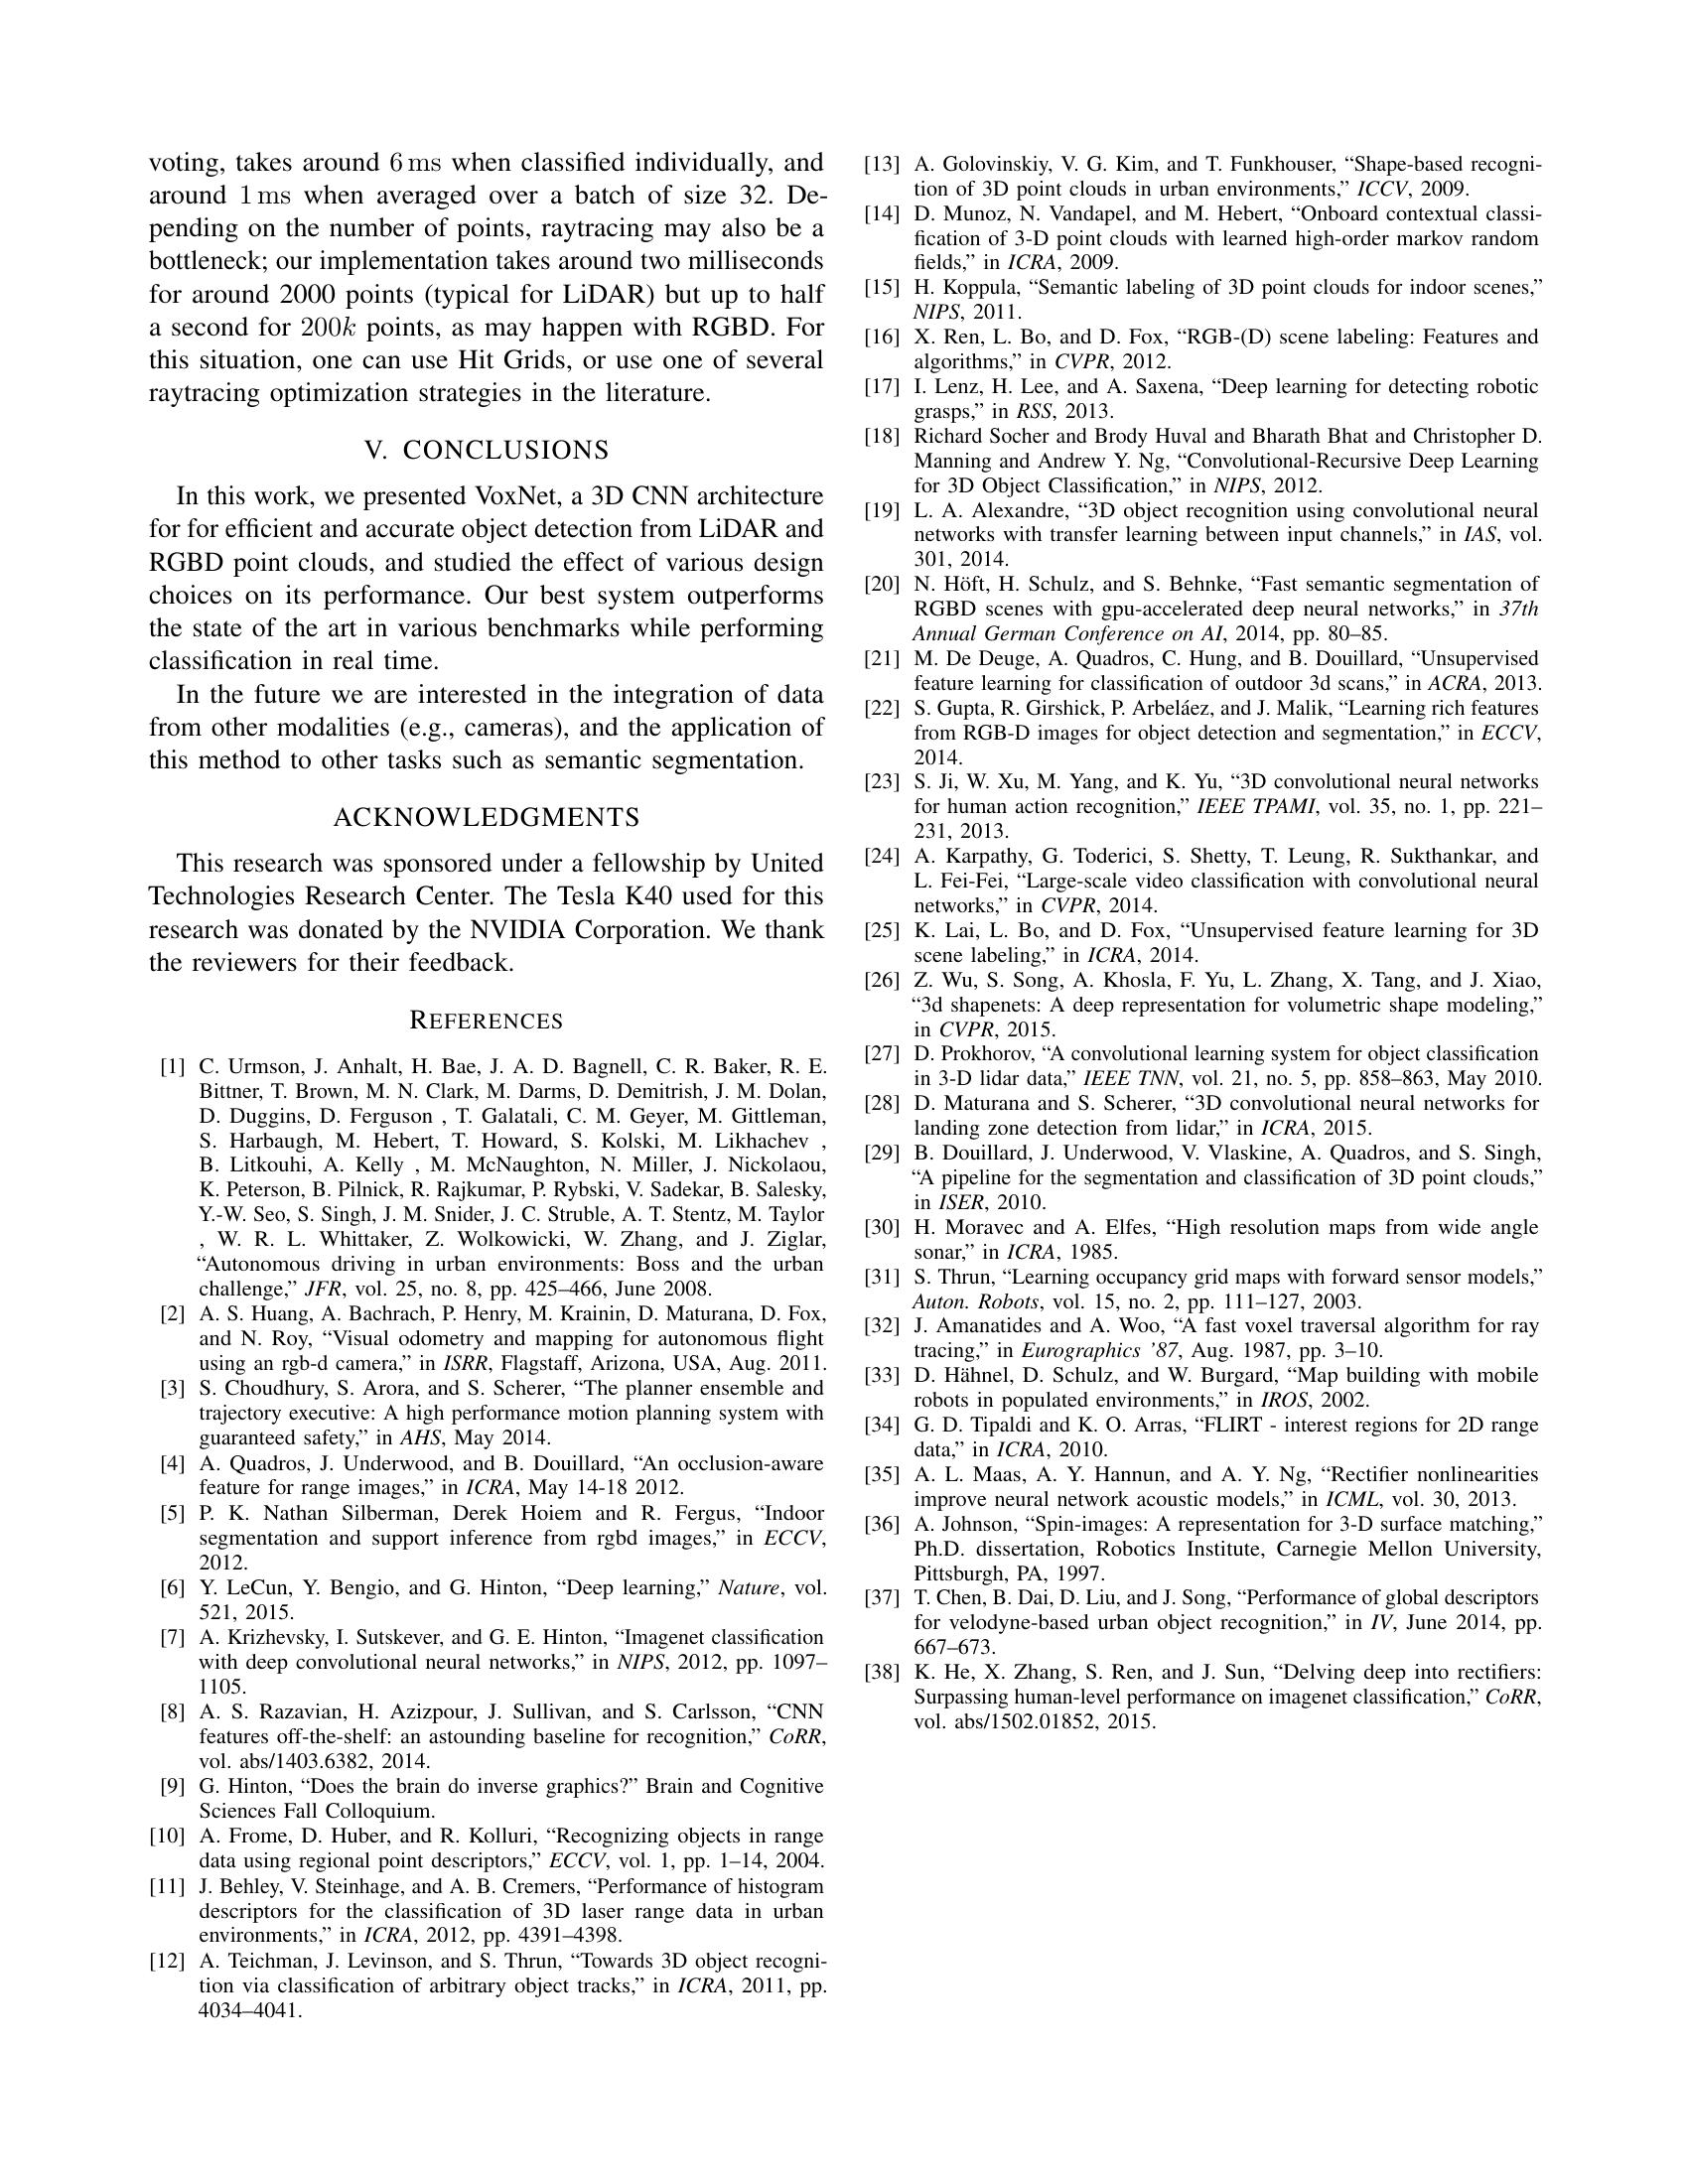 voting, takes around 6 ms when classified individually, and
around 1 ms when averaged over a batch of size 32. De-
pending on the number of points, raytracing may also be a
bottleneck; our implementation takes around two milliseconds
for around 2000 points (typical for LiDAR) but up to half
a second for 200k points, as may happen with RGBD. For
this situation, one can use Hit Grids, or use one of several
raytracing optimization strategies in the literature.
V. CONCLUSIONS
In this work, we presented VoxNet, a 3D CNN architecture
for for efficient and accurate object detection from LiDAR and
RGBD point clouds, and studied the effect of various design
choices on its performance. Our best system outperforms
the state of the art in various benchmarks while performing
classification in real time.
In the future we are interested in the integration of data
from other modalities (e.g., cameras), and the application of
this method to other tasks such as semantic segmentation.
ACKNOWLEDGMENTS
This research was sponsored under a fellowship by United
Technologies Research Center. The Tesla K40 used for this
research was donated by the NVIDIA Corporation. We thank
the reviewers for their feedback.
REFERENCES
[1] C. Urmson, J. Anhalt, H. Bae, J. A. D. Bagnell, C. R. Baker, R. E.
Bittner, T. Brown, M. N. Clark, M. Darms, D. Demitrish, J. M. Dolan,
D. Duggins, D. Ferguson , T. Galatali, C. M. Geyer, M. Gittleman,
S. Harbaugh, M. Hebert, T. Howard, S. Kolski, M. Likhachev ,
B. Litkouhi, A. Kelly , M. McNaughton, N. Miller, J. Nickolaou,
K. Peterson, B. Pilnick, R. Rajkumar, P. Rybski, V. Sadekar, B. Salesky,
Y.-W. Seo, S. Singh, J. M. Snider, J. C. Struble, A. T. Stentz, M. Taylor
, W. R. L. Whittaker, Z. Wolkowicki, W. Zhang, and J. Ziglar,
“Autonomous driving in urban environments: Boss and the urban
challenge,” JFR, vol. 25, no. 8, pp. 425–466, June 2008.
[2] A. S. Huang, A. Bachrach, P. Henry, M. Krainin, D. Maturana, D. Fox,
and N. Roy, “Visual odometry and mapping for autonomous flight
using an rgb-d camera,” in ISRR, Flagstaff, Arizona, USA, Aug. 2011.
[3] S. Choudhury, S. Arora, and S. Scherer, “The planner ensemble and
trajectory executive: A high performance motion planning system with
guaranteed safety,” in AHS, May 2014.
[4] A. Quadros, J. Underwood, and B. Douillard, “An occlusion-aware
feature for range images,” in ICRA, May 14-18 2012.
[5] P. K. Nathan Silberman, Derek Hoiem and R. Fergus, “Indoor
segmentation and support inference from rgbd images,” in ECCV,
2012.
[6] Y. LeCun, Y. Bengio, and G. Hinton, “Deep learning,” Nature, vol.
521, 2015.
[7] A. Krizhevsky, I. Sutskever, and G. E. Hinton, “Imagenet classification
with deep convolutional neural networks,” in NIPS, 2012, pp. 1097–
1105.
[8] A. S. Razavian, H. Azizpour, J. Sullivan, and S. Carlsson, “CNN
features off-the-shelf: an astounding baseline for recognition,” CoRR,
vol. abs/1403.6382, 2014.
[9] G. Hinton, “Does the brain do inverse graphics?” Brain and Cognitive
Sciences Fall Colloquium.
[10] A. Frome, D. Huber, and R. Kolluri, “Recognizing objects in range
data using regional point descriptors,” ECCV, vol. 1, pp. 1–14, 2004.
[11] J. Behley, V. Steinhage, and A. B. Cremers, “Performance of histogram
descriptors for the classification of 3D laser range data in urban
environments,” in ICRA, 2012, pp. 4391–4398.
[12] A. Teichman, J. Levinson, and S. Thrun, “Towards 3D object recogni-
tion via classification of arbitrary object tracks,” in ICRA, 2011, pp.
4034–4041.
[13] A. Golovinskiy, V. G. Kim, and T. Funkhouser, “Shape-based recogni-
tion of 3D point clouds in urban environments,” ICCV, 2009.
[14] D. Munoz, N. Vandapel, and M. Hebert, “Onboard contextual classi-
fication of 3-D point clouds with learned high-order markov random
fields,” in ICRA, 2009.
[15] H. Koppula, “Semantic labeling of 3D point clouds for indoor scenes,”
NIPS, 2011.
[16] X. Ren, L. Bo, and D. Fox, “RGB-(D) scene labeling: Features and
algorithms,” in CVPR, 2012.
[17] I. Lenz, H. Lee, and A. Saxena, “Deep learning for detecting robotic
grasps,” in RSS, 2013.
[18] Richard Socher and Brody Huval and Bharath Bhat and Christopher D.
Manning and Andrew Y. Ng, “Convolutional-Recursive Deep Learning
for 3D Object Classification,” in NIPS, 2012.
[19] L. A. Alexandre, “3D object recognition using convolutional neural
networks with transfer learning between input channels,” in IAS, vol.
301, 2014.
[20] N. Höft, H. Schulz, and S. Behnke, “Fast semantic segmentation of
RGBD scenes with gpu-accelerated deep neural networks,” in 37th
Annual German Conference on AI, 2014, pp. 80–85.
[21] M. De Deuge, A. Quadros, C. Hung, and B. Douillard, “Unsupervised
feature learning for classification of outdoor 3d scans,” in ACRA, 2013.
[22] S. Gupta, R. Girshick, P. Arbeláez, and J. Malik, “Learning rich features
from RGB-D images for object detection and segmentation,” in ECCV,
2014.
[23] S. Ji, W. Xu, M. Yang, and K. Yu, “3D convolutional neural networks
for human action recognition,” IEEE TPAMI, vol. 35, no. 1, pp. 221–
231, 2013.
[24] A. Karpathy, G. Toderici, S. Shetty, T. Leung, R. Sukthankar, and
L. Fei-Fei, “Large-scale video classification with convolutional neural
networks,” in CVPR, 2014.
[25] K. Lai, L. Bo, and D. Fox, “Unsupervised feature learning for 3D
scene labeling,” in ICRA, 2014.
[26] Z. Wu, S. Song, A. Khosla, F. Yu, L. Zhang, X. Tang, and J. Xiao,
“3d shapenets: A deep representation for volumetric shape modeling,”
in CVPR, 2015.
[27] D. Prokhorov, “A convolutional learning system for object classification
in 3-D lidar data,” IEEE TNN, vol. 21, no. 5, pp. 858–863, May 2010.
[28] D. Maturana and S. Scherer, “3D convolutional neural networks for
landing zone detection from lidar,” in ICRA, 2015.
[29] B. Douillard, J. Underwood, V. Vlaskine, A. Quadros, and S. Singh,
“A pipeline for the segmentation and classification of 3D point clouds,”
in ISER, 2010.
[30] H. Moravec and A. Elfes, “High resolution maps from wide angle
sonar,” in ICRA, 1985.
[31] S. Thrun, “Learning occupancy grid maps with forward sensor models,”
Auton. Robots, vol. 15, no. 2, pp. 111–127, 2003.
[32] J. Amanatides and A. Woo, “A fast voxel traversal algorithm for ray
tracing,” in Eurographics ’87, Aug. 1987, pp. 3–10.
[33] D. Hähnel, D. Schulz, and W. Burgard, “Map building with mobile
robots in populated environments,” in IROS, 2002.
[34] G. D. Tipaldi and K. O. Arras, “FLIRT - interest regions for 2D range
data,” in ICRA, 2010.
[35] A. L. Maas, A. Y. Hannun, and A. Y. Ng, “Rectifier nonlinearities
improve neural network acoustic models,” in ICML, vol. 30, 2013.
[36] A. Johnson, “Spin-images: A representation for 3-D surface matching,”
Ph.D. dissertation, Robotics Institute, Carnegie Mellon University,
Pittsburgh, PA, 1997.
[37] T. Chen, B. Dai, D. Liu, and J. Song, “Performance of global descriptors
for velodyne-based urban object recognition,” in IV, June 2014, pp.
667–673.
[38] K. He, X. Zhang, S. Ren, and J. Sun, “Delving deep into rectifiers:
Surpassing human-level performance on imagenet classification,” CoRR,
vol. abs/1502.01852, 2015.